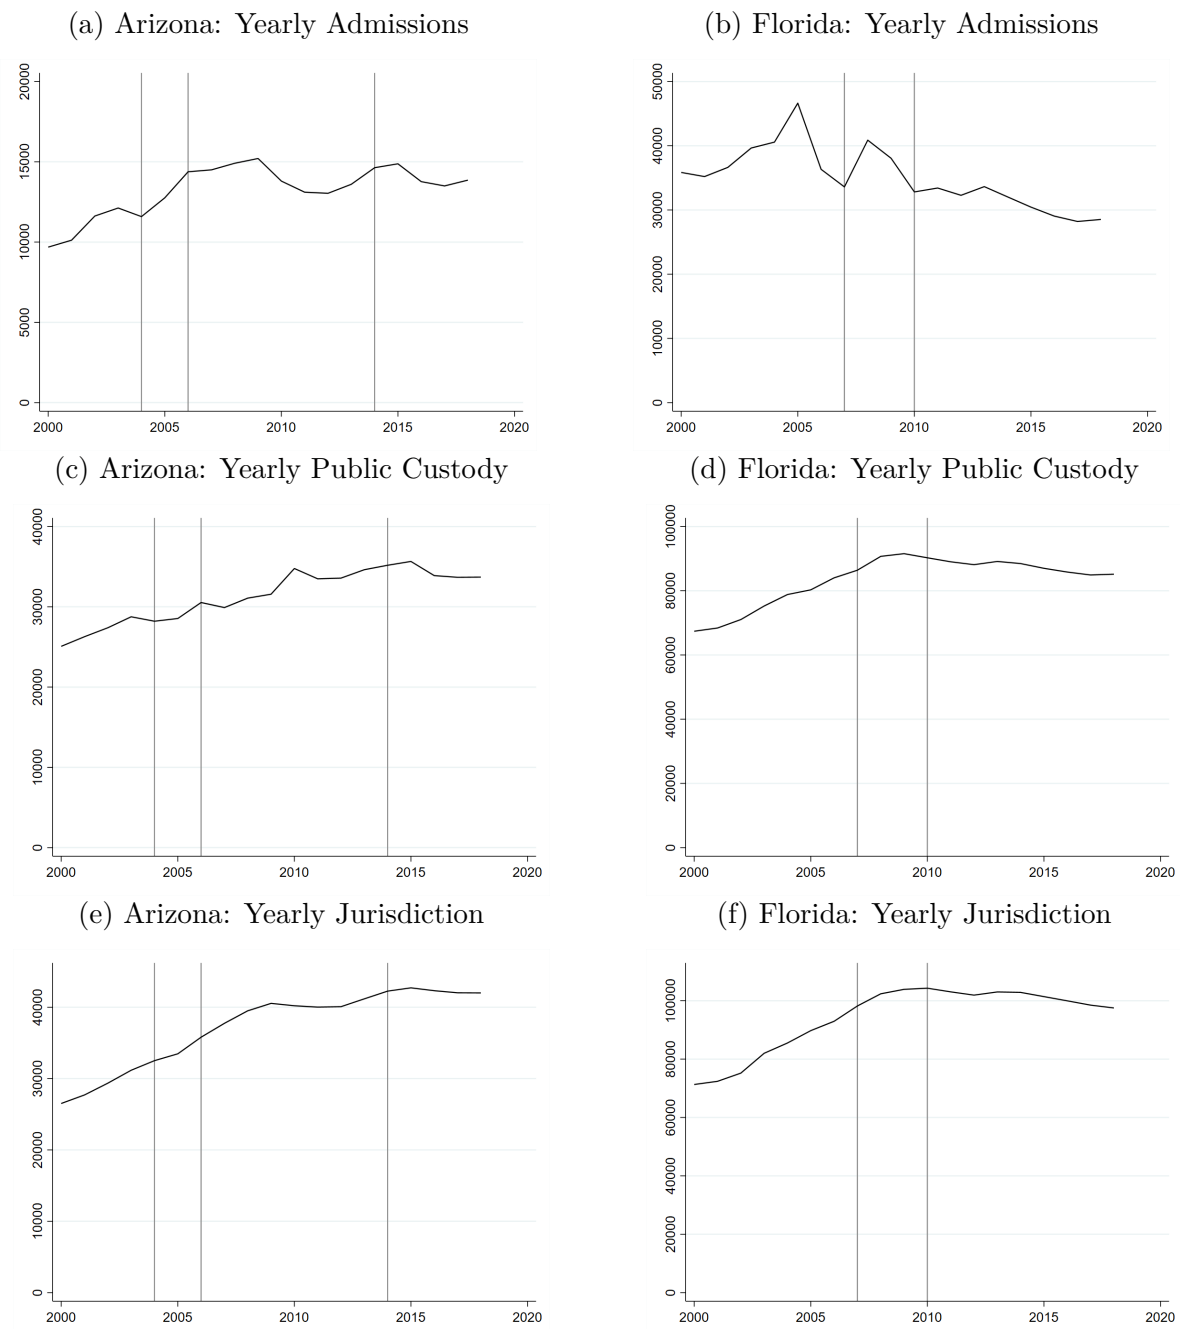 (a) Arizona: Yearly Admissions
20000
15000
10000
5000
0
2000 2005 2010 2015 2020
(b) Florida: Yearly Admissions
50000
40000
30000
20000
10000
0
2000 2005 2010 2015 2020
(c) Arizona: Yearly Public Custody
40000
30000
20000
10000
0
2000 2005 2010 2015 2020
(d) Florida: Yearly Public Custody
100000
80000
60000
40000
20000
0
2000 2005 2010 2015 2020
(e) Arizona: Yearly Jurisdiction
40000
30000
20000
10000
0
2000 2005 2010 2015 2020
(f) Florida: Yearly Jurisdiction
100000
80000
60000
40000
20000
0
2000 2005 2010 2015 2020